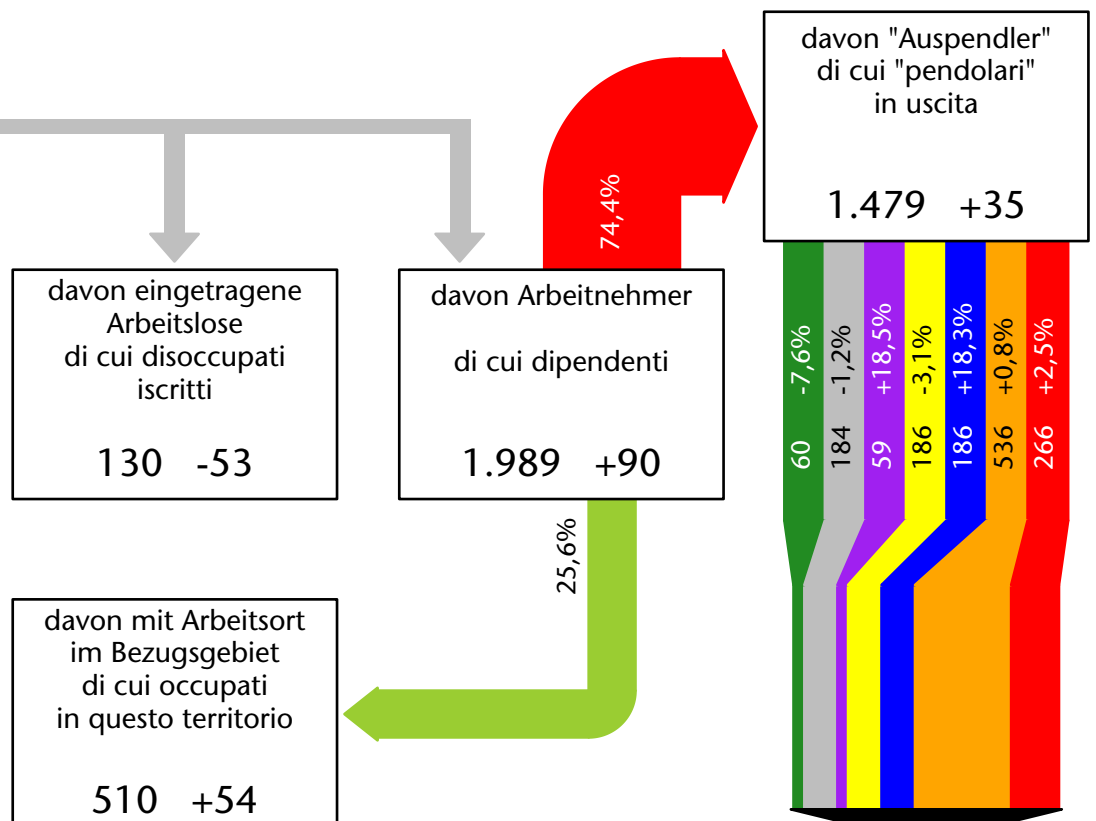 davon "Auspendler"
di cui "pendolari"
in uscita
1.479 +35
74,4%
davon eingetragene
Arbeitslose
di cui disoccupati
iscritti
130 -53
davon Arbeitnehmer
di cui dipendenti
1.989 +90
60 -7,6%
184 -1,2%
59 +18,5%
186 -3,1%
186 +18,3%
536 +0,8%
266 +2,5%
25,6%
davon mit Arbeitsort
im Bezugsgebiet
di cui occupati
in questo territorio
510 +54